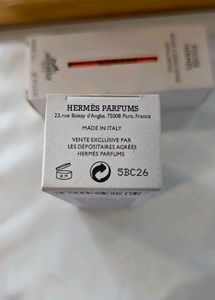 HERMÈS PARFUMS
23, rue Boissy d'Anglas, 75008 Paris, France
MADE IN ITALY
VENTE EXCLUSIVE PAR
LES DÉPOSITAIRES AGRÉÉS
HERMÈS PARFUMS
5BC26